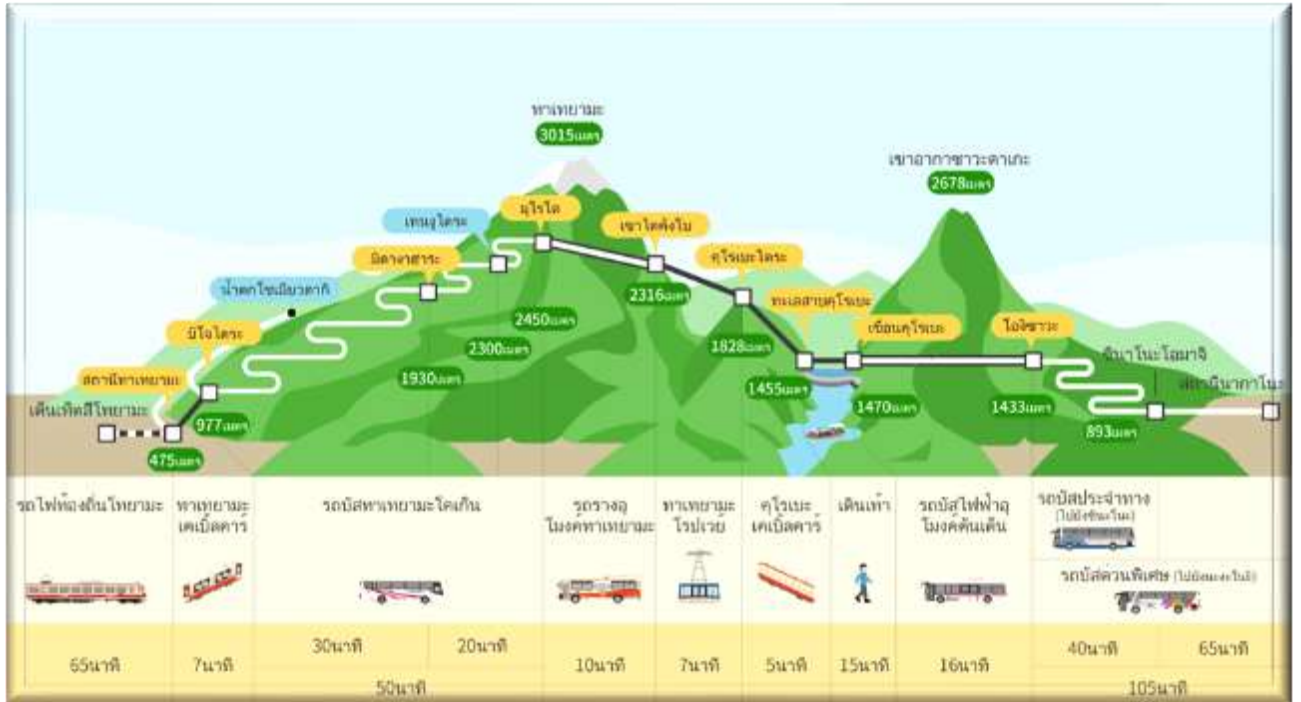 ทาเทยามะ
3015เมตร
เขาอากาซาวะดาเกะ
2678เมตร
มุโรโด
เทนงูไดระ
เขาไดคังโบ
มิดางาฮาระ
คุโรเบะไดระ
น้ำตกโชเมียวดากิ
2316เมตร
ทะเลสาบคุโรเบะ
2450เมตร
บิโจไดระ
เขื่อนคุโรเบะ
โอกิซาวะ
2300เมตร
1828เมตร
ชินาโนะโอมาจิ
สถานีทาเทยามะ
1930เมตร
1455เมตร
สถานีนากาโนะ
เด็นเท็ตสึโทยามะ
977เมตร
1470เมตร
1433เมตร
893เมตร
475เมตร
รถไฟท้องถิ่นโทยามะ
ทาเทยามะ
เคเบิ้ลคาร์
รถบัสทาเทยามะโคเก็น
รถรางอุ
โมงค์ทาเทยามะ
ทาเทยามะ
โรปเวย์
คุโรเบะ
เคเบิ้ลคาร์
เดินเท้า
รถบัสไฟฟ้าอุ
โมงค์คันเด็น
รถบัสประจำทาง
รถบัสด่วนพิเศษ
65นาที
7นาที
30นาที
20นาที
50นาที
10นาที
7นาที
5นาที
15นาที
16นาที
40นาที
65นาที
105นาที